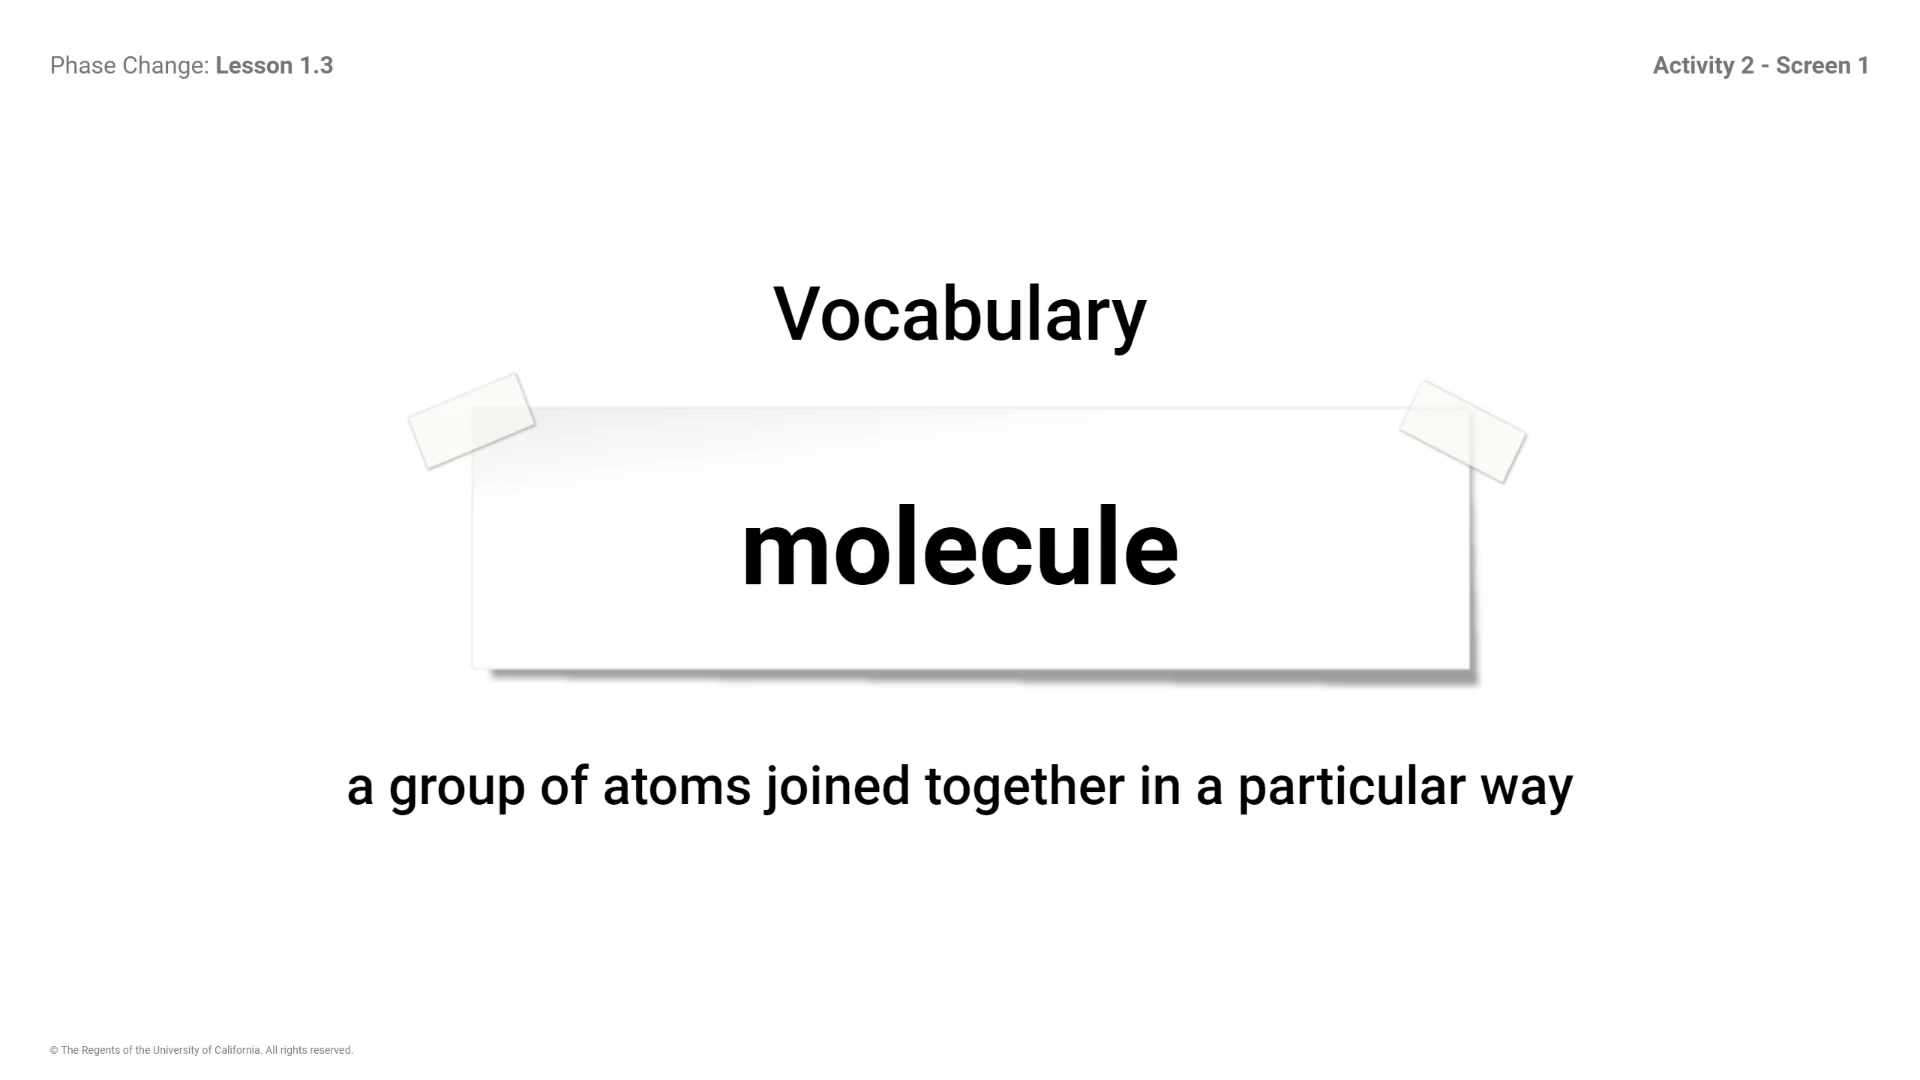 Phase Change: Lesson 1.3
Activity 2 - Screen 1
Vocabulary
molecule
a group of atoms joined together in a particular way
© The Regents of the University of California. All rights reserved.